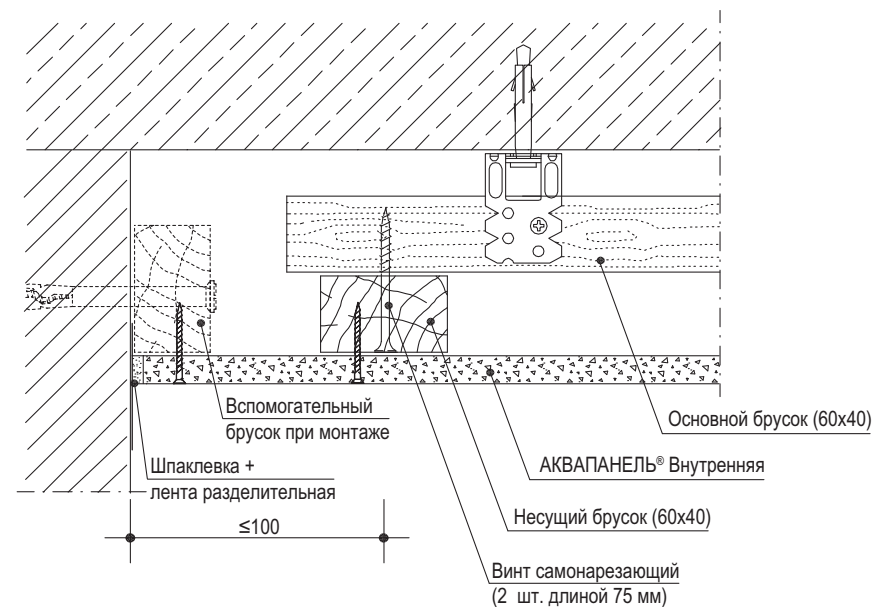 Вспомогательный
брусок при монтаже
Основной брусок (60x40)
Шпаклевка +
лента разделительная
АКВАПАНЕЛЬ® Внутренняя
≤100
Несущий брусок (60x40)
Винт самонарезающий
(2 шт. длиной 75 мм)